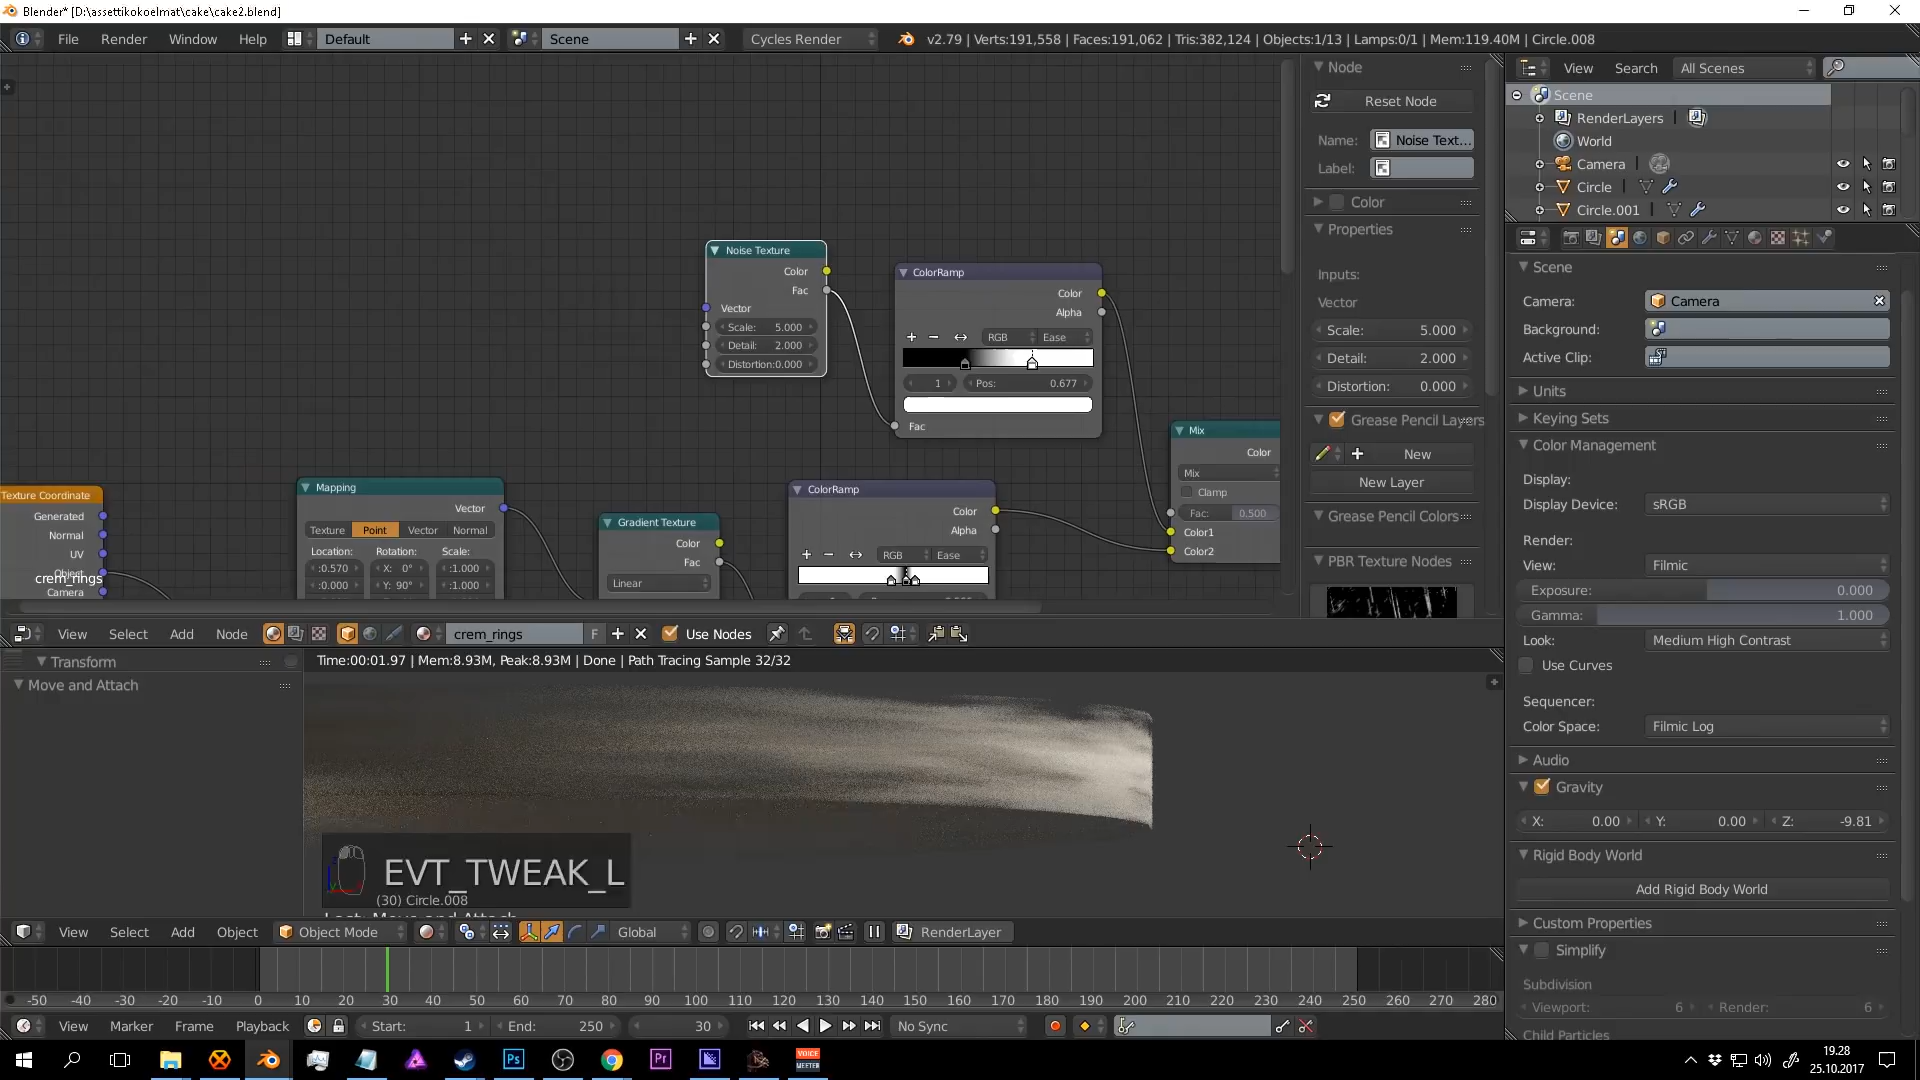 Blender* [D:\assettikokoelmat\cake\cake2.blend]
File Render Window Help Default Scene Cycles Render v2.79 | Verts:191,558 | Faces:191,062 | Tris:382,124 | Objects:1/13 | Lamps:0/1 | Mem:119.40M | Circle.008
Node
Reset Node
Name: Noise Text...
Label:
Color
Properties
Inputs:
Vector
Scale: 5.000
Detail: 2.000
Distortion: 0.000
Grease Pencil Layers
New
New Layer
Grease Pencil Colors
PBR Texture Nodes
Noise Texture
Color
Fac
Vector
Scale: 5.000
Detail: 2.000
Distortion:0.000
ColorRamp
Color
Alpha
RGB Ease
1 Pos: 0.677
Fac
Mix
Color
Mix
Clamp
Fac: 0.500
Color1
Color2
Texture Coordinate
Generated
Normal
UV
Object
crem_rings
Camera
Mapping
Vector
Texture Point Vector Normal
Location: Rotation: Scale:
:0.570 X: 0° :1.000
:0.000 Y: 90° :1.000
Gradient Texture
Color
Fac
Linear
ColorRamp
Color
Alpha
RGB Ease
View Select Add Node crem_rings F Use Nodes
Transform
Move and Attach
Time:00:01.97 | Mem:8.93M, Peak:8.93M | Done | Path Tracing Sample 32/32
EVT_TWEAK_L
(30) Circle.008
Last: Move and Attach
View Select Add Object Object Mode Global RenderLayer
-50 -40 -30 -20 -10 0 10 20 30 40 50 60 70 80 90 100 110 120 130 140 150 160 170 180 190 200 210 220 230 240 250 260 270 280
View Marker Frame Playback Start: 1 End: 250 30 No Sync
View Search All Scenes
Scene
RenderLayers
World
Camera
Circle
Circle.001
Scene
Camera: Camera
Background:
Active Clip:
Units
Keying Sets
Color Management
Display:
Display Device: sRGB
Render:
View: Filmic
Exposure: 0.000
Gamma: 1.000
Look: Medium High Contrast
Use Curves
Sequencer:
Color Space: Filmic Log
Audio
Gravity
X: 0.00 Y: 0.00 Z: -9.81
Rigid Body World
Add Rigid Body World
Custom Properties
Simplify
Subdivision
Viewport: 6 Render: 6
Child Particles
Ps
Pr
VOICE
MEETER
19.28
25.10.2017